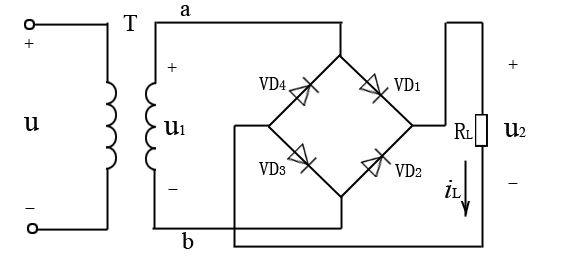 T
a
+
+
+
VD4
VD1
u
u1
RL
u2
VD3
VD2
iL
−
−
−
b